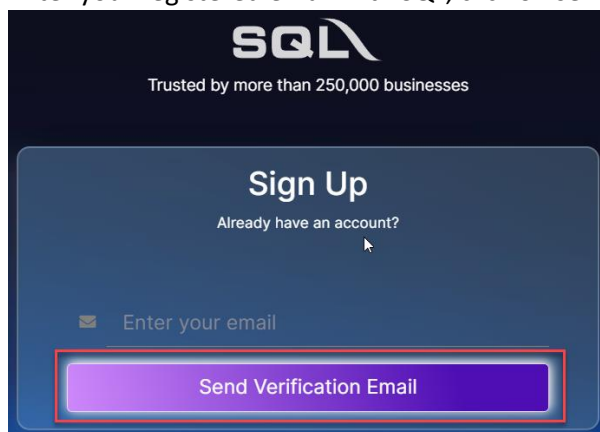 SQL
Trusted by more than 250,000 businesses
Sign Up
Already have an account?
Enter your email
Send Verification Email